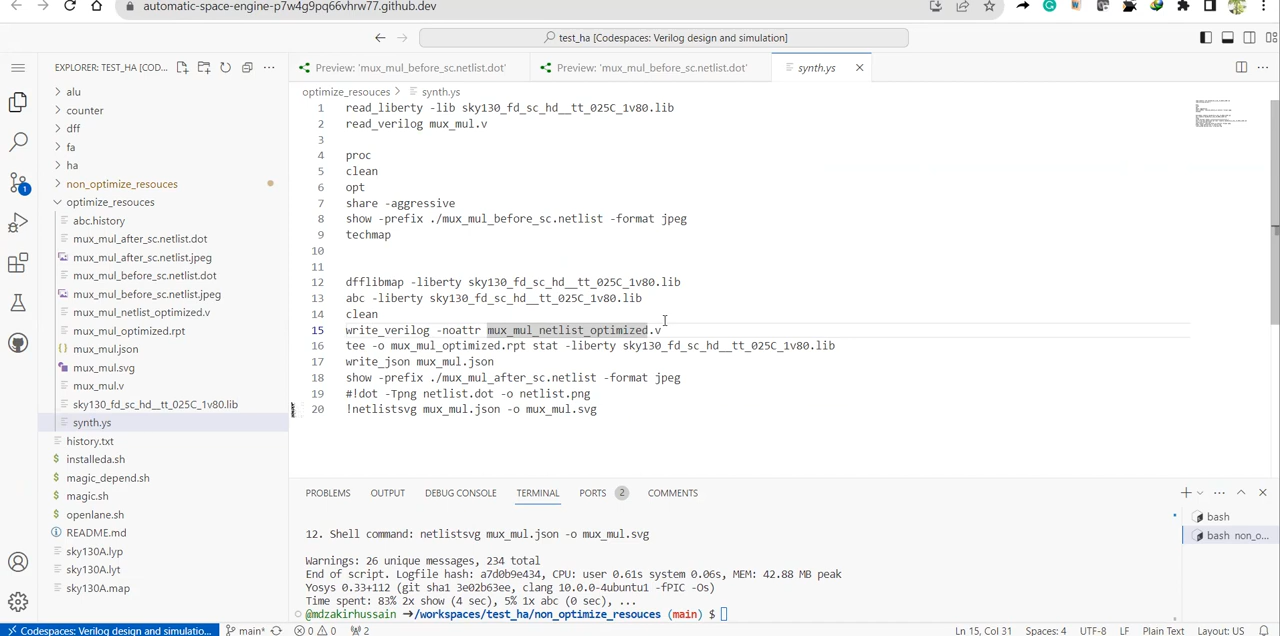 automatic-space-engine-p7w4g9pq66vhrw77.github.dev
test_ha [Codespaces: Verilog design and simulation]
EXPLORER: TEST_HA [COD...
Preview: 'mux_mul_before_sc.netlist.dot'
Preview: 'mux_mul_before_sc.netlist.dot'
synth.ys
optimize_resouces > synth.ys
alu
counter
dff
fa
ha
non_optimize_resouces
optimize_resouces
abc.history
mux_mul_after_sc.netlist.dot
mux_mul_after_sc.netlist.jpeg
mux_mul_before_sc.netlist.dot
mux_mul_before_sc.netlist.jpeg
mux_mul_netlist_optimized.v
mux_mul_optimized.rpt
mux_mul.json
mux_mul.svg
mux_mul.v
sky130_fd_sc_hd__tt_025C_1v80.lib
synth.ys
history.txt
installeda.sh
magic_depend.sh
magic.sh
openlane.sh
README.md
sky130A.lyp
sky130A.lyt
sky130A.map
1 read_liberty -lib sky130_fd_sc_hd__tt_025C_1v80.lib
2 read_verilog mux_mul.v
3
4 proc
5 clean
6 opt
7 share -aggressive
8 show -prefix ./mux_mul_before_sc.netlist -format jpeg
9 techmap
10
11
12 dfflibmap -liberty sky130_fd_sc_hd__tt_025C_1v80.lib
13 abc -liberty sky130_fd_sc_hd__tt_025C_1v80.lib
14 clean
15 write_verilog -noattr mux_mul_netlist_optimized.v
16 tee -o mux_mul_optimized.rpt stat -liberty sky130_fd_sc_hd__tt_025C_1v80.lib
17 write_json mux_mul.json
18 show -prefix ./mux_mul_after_sc.netlist -format jpeg
19 #!dot -Tpng netlist.dot -o netlist.png
20 !netlistsvg mux_mul.json -o mux_mul.svg
PROBLEMS OUTPUT DEBUG CONSOLE TERMINAL PORTS 2 COMMENTS
12. Shell command: netlistsvg mux_mul.json -o mux_mul.svg
Warnings: 26 unique messages, 234 total
End of script. Logfile hash: a7d0b9e434, CPU: user 0.61s system 0.06s, MEM: 42.88 MB peak
Yosys 0.33+112 (git sha1 3e02b63ee, clang 10.0.0-4ubuntu1 -fPIC -Os)
Time spent: 83% 2x show (4 sec), 5% 1x abc (0 sec), ...
@mdzakirhussain →/workspaces/test_ha/non_optimize_resouces (main) $
bash
bash non_o...
1
Codespaces: Verilog design and simulatio... main* 0 0 2 Ln 15, Col 31 Spaces: 4 UTF-8 LF Plain Text Layout: US